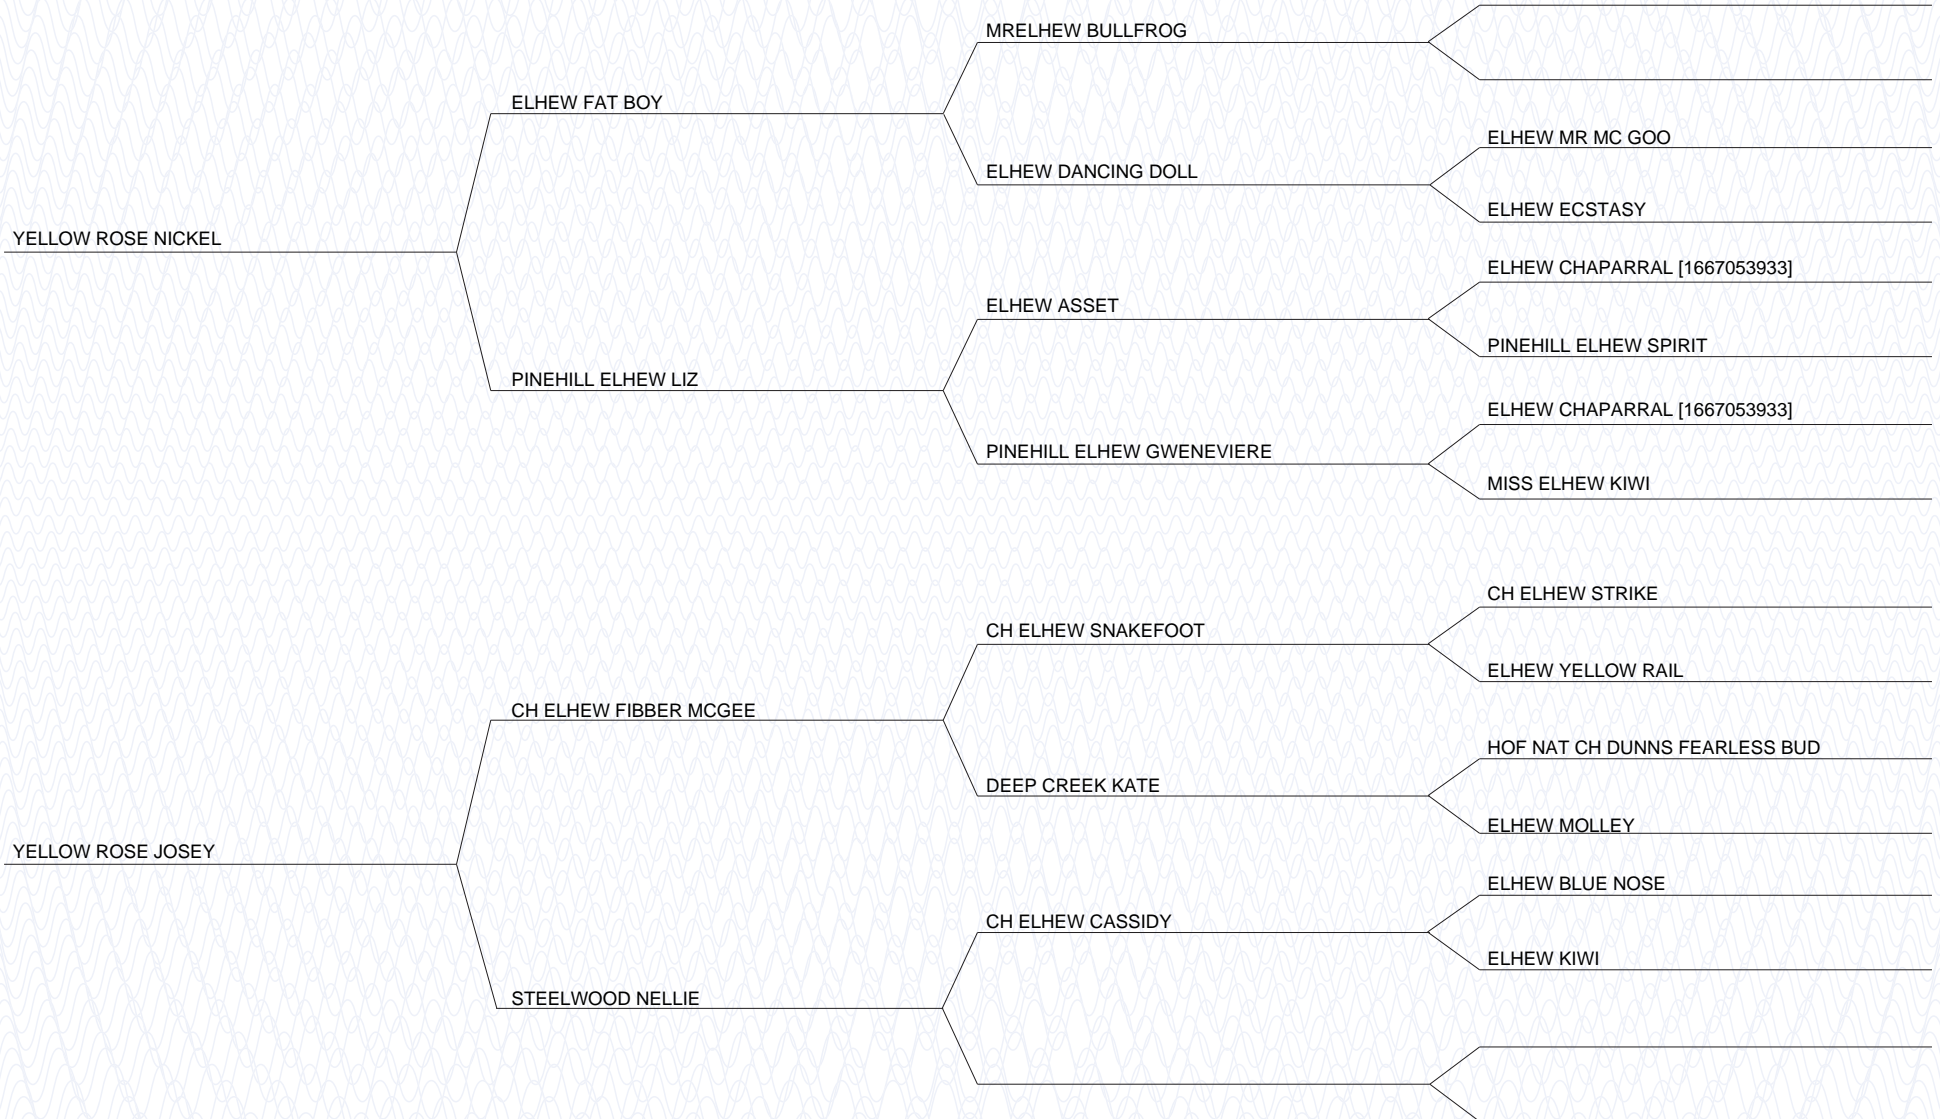 MRELHEW BULLFROG
ELHEW FAT BOY
ELHEW MR MC GOO
ELHEW DANCING DOLL
ELHEW ECSTASY
YELLOW ROSE NICKEL
ELHEW CHAPARRAL [1667053933]
ELHEW ASSET
PINEHILL ELHEW SPIRIT
PINEHILL ELHEW LIZ
ELHEW CHAPARRAL [1667053933]
PINEHILL ELHEW GWENEVIERE
MISS ELHEW KIWI
CH ELHEW STRIKE
CH ELHEW SNAKEFOOT
ELHEW YELLOW RAIL
CH ELHEW FIBBER MCGEE
HOF NAT CH DUNNS FEARLESS BUD
DEEP CREEK KATE
ELHEW MOLLEY
YELLOW ROSE JOSEY
ELHEW BLUE NOSE
CH ELHEW CASSIDY
ELHEW KIWI
STEELWOOD NELLIE